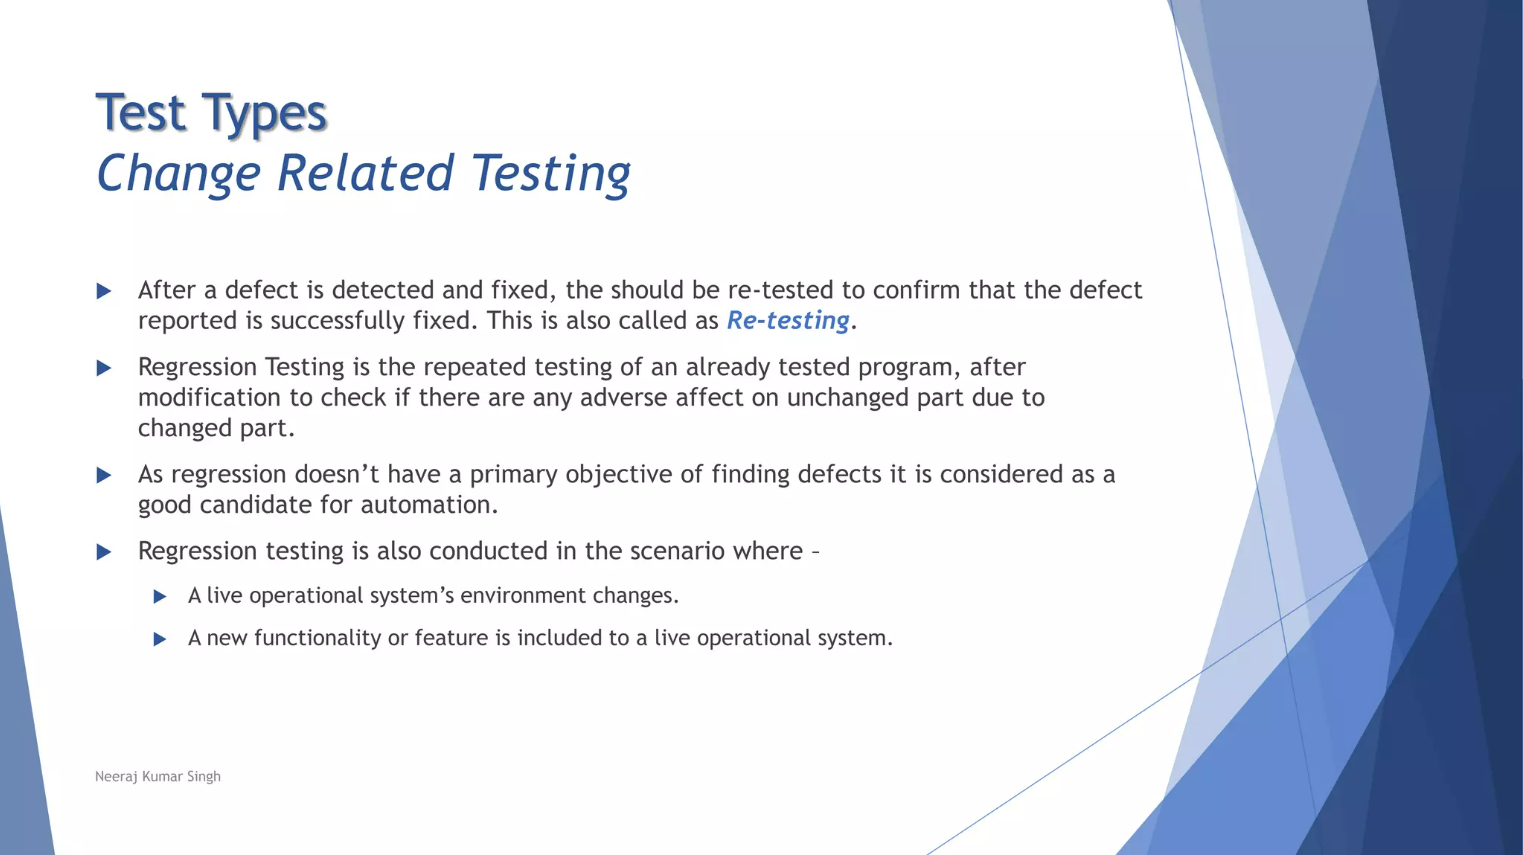 Test Types
Change Related Testing
After a defect is detected and fixed, the should be re-tested to confirm that the defect
reported is successfully fixed. This is also called as Re-testing.
Regression Testing is the repeated testing of an already tested program, after
modification to check if there are any adverse affect on unchanged part due to
changed part.
As regression doesn’t have a primary objective of finding defects it is considered as a
good candidate for automation.
Regression testing is also conducted in the scenario where –
A live operational system’s environment changes.
A new functionality or feature is included to a live operational system.
Neeraj Kumar Singh